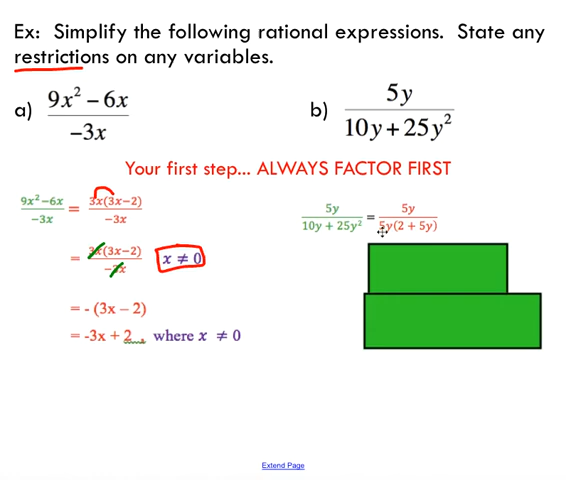 Ex: Simplify the following rational expressions. State any
restrictions on any variables.
a) 9x² – 6x / –3x
b) 5y / 10y + 25y²
Your first step... ALWAYS FACTOR FIRST
9x²−6x / −3x = 3x(3x−2) / −3x
5y / 10y + 25y² = 5y / 5y(2 + 5y)
= 3x(3x−2) / −3x x ≠ 0
= - (3x – 2)
= -3x + 2 , where x ≠ 0
Extend Page